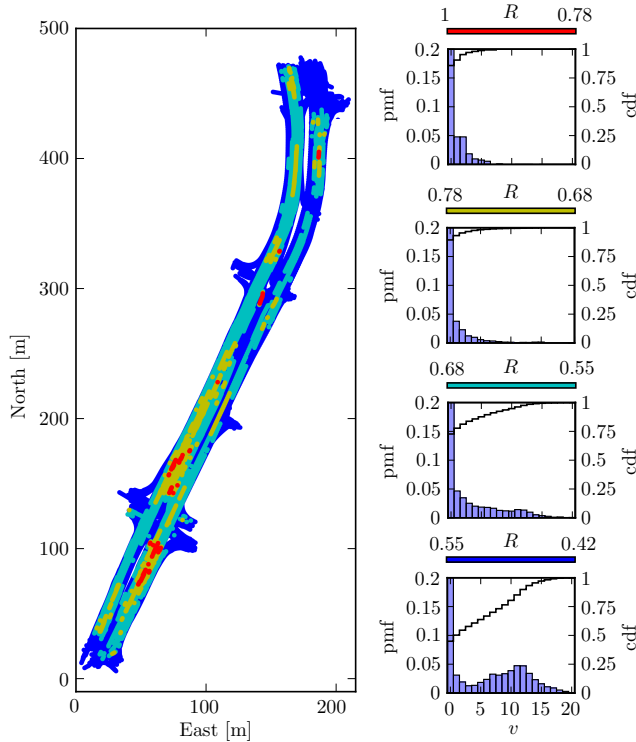 500
400
300
200
100
0
0 100 200
East [m]
North [m]
1 R 0.78
0.2
0.15
0.1
0.05
0
pmf
1
0.75
0.5
0.25
0
cdf
0.78 R 0.68
0.2
0.15
0.1
0.05
0
pmf
1
0.75
0.5
0.25
0
cdf
0.68 R 0.55
0.2
0.15
0.1
0.05
0
pmf
1
0.75
0.5
0.25
0
cdf
0.55 R 0.42
0.2
0.15
0.1
0.05
0
pmf
1
0.75
0.5
0.25
0
cdf
0 5 10 15 20
v